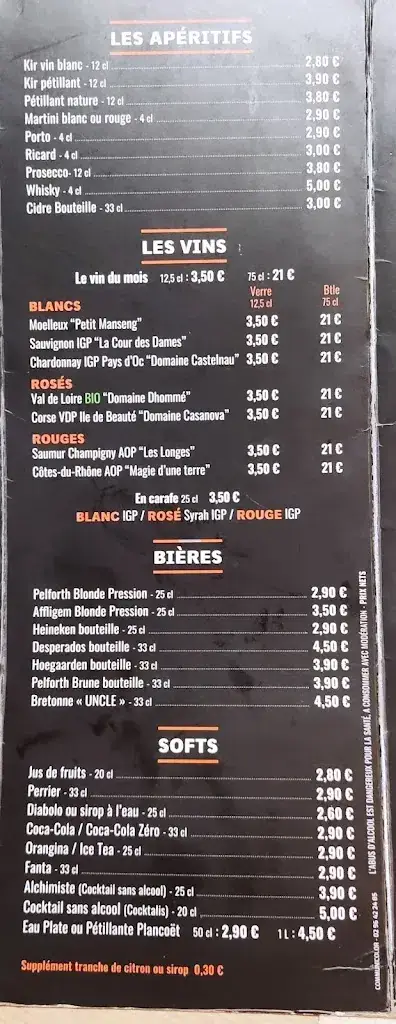 LES APÉRITIFS
Kir vin blanc - 12 cl 2,80 €
Kir pétillant - 12 cl 3,90 €
Pétillant nature - 12 cl 3,80 €
Martini blanc ou rouge - 4 cl 2,90 €
Porto - 4 cl 2,90 €
Ricard - 4 cl 3,00 €
Prosecco- 12 cl 3,80 €
Whisky - 4 cl 5,00 €
Cidre Bouteille - 33 cl 3,00 €
LES VINS
Le vin du mois 12,5 cl : 3,50 € 75 cl : 21 €
Verre Btle
BLANCS 12,5 cl 75 cl
Moelleux "Petit Manseng" 3,50 € 21 €
Sauvignon IGP "La Cour des Dames" 3,50 € 21 €
Chardonnay IGP Pays d'Oc "Domaine Castelnau" 3,50 € 21 €
ROSÉS
Val de Loire BIO "Domaine Dhommé" 3,50 € 21 €
Corse VDP Ile de Beauté "Domaine Casanova" 3,50 € 21 €
ROUGES
Saumur Champigny AOP "Les Longes" 3,50 € 21 €
Côtes-du-Rhône AOP "Magie d'une terre" 3,50 € 21 €
En carafe 25 cl 3,50 €
BLANC IGP / ROSÉ Syrah IGP / ROUGE IGP
BIÈRES
Pelforth Blonde Pression - 25 cl 2,90 €
Affligem Blonde Pression - 25 cl 3,50 €
Heineken bouteille - 25 cl 2,90 €
Desperados bouteille - 33 cl 4,50 €
Hoegaarden bouteille - 33 cl 3,90 €
Pelforth Brune bouteille - 33 cl 3,90 €
Bretonne « UNCLE » - 33 cl 4,50 €
SOFTS
Jus de fruits - 20 cl 2,80 €
Perrier - 33 cl 2,90 €
Diabolo ou sirop à l'eau - 25 cl 2,60 €
Coca-Cola / Coca-Cola Zéro - 33 cl 2,90 €
Orangina / Ice Tea - 25 cl 2,90 €
Fanta - 33 cl 2,90 €
Alchimiste (Cocktail sans alcool) - 25 cl 3,90 €
Cocktail sans alcool (Cocktalis) - 20 cl 5,00 €
Eau Plate ou Pétillante Plancoët 50 cl : 2,90 € 1 L : 4,50 €
Supplément tranche de citron ou sirop 0,30 €
L'ABUS D'ALCOOL EST DANGEREUX POUR LA SANTÉ, A CONSOMMER AVEC MODÉRATION - PRIX NETS